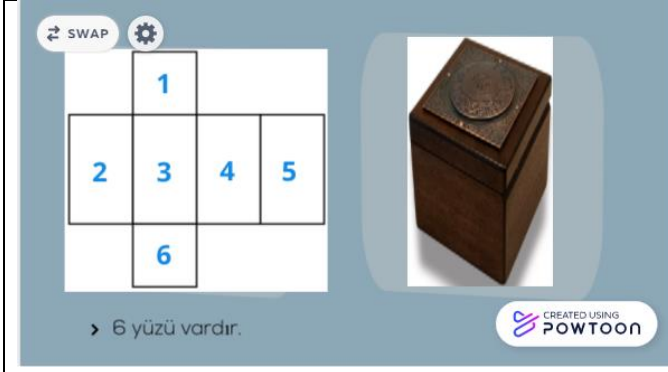 SWAP
1
2 3 4 5
6
> 6 yüzü vardır.
CREATED USING
POWTOON